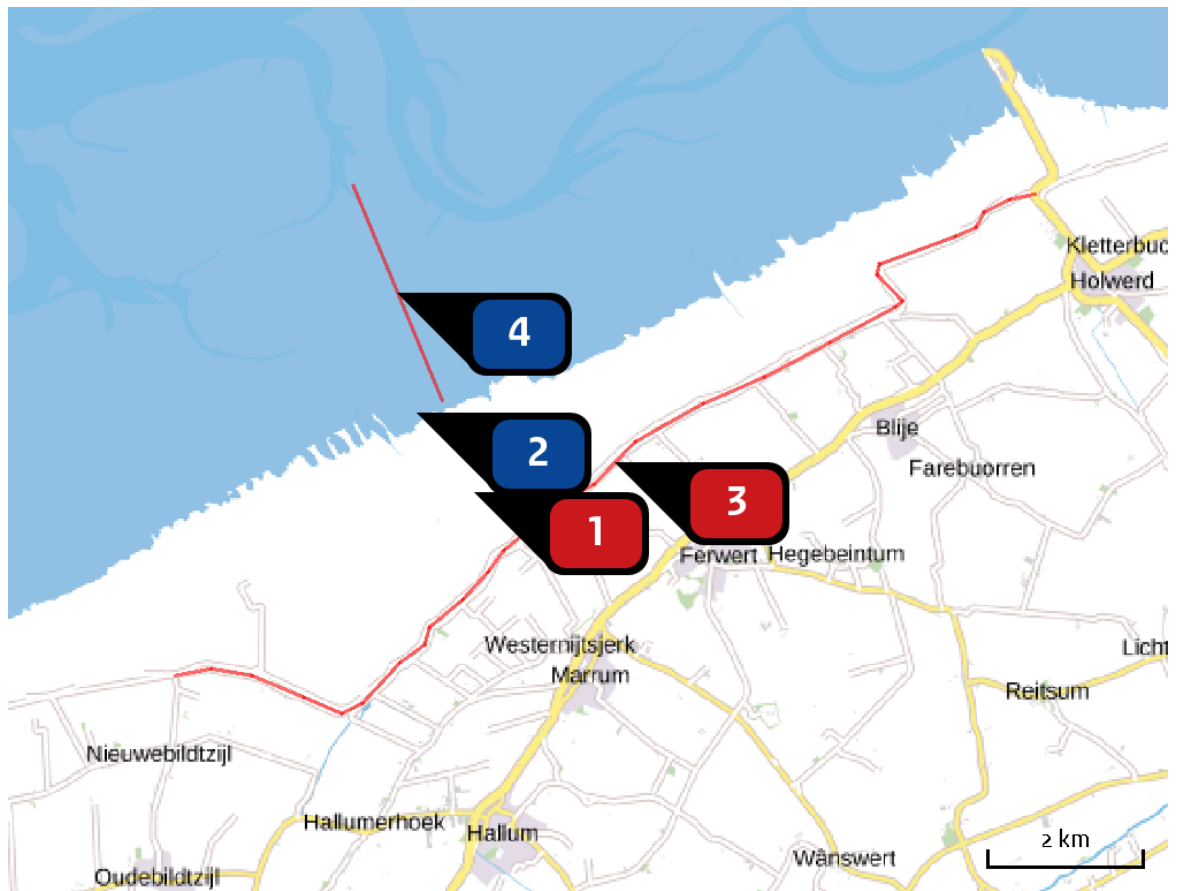 Kletterbuc
Holwerd
4
Blije
2
Farebuorren
3
1
Ferwert
Hegebeintum
Westernijtsjerk
Marrum
Licht
Reitsum
Nieuwebildtzijl
Hallumerhoek
Hallum
2 km
Wânswert
Oudebildtzijl